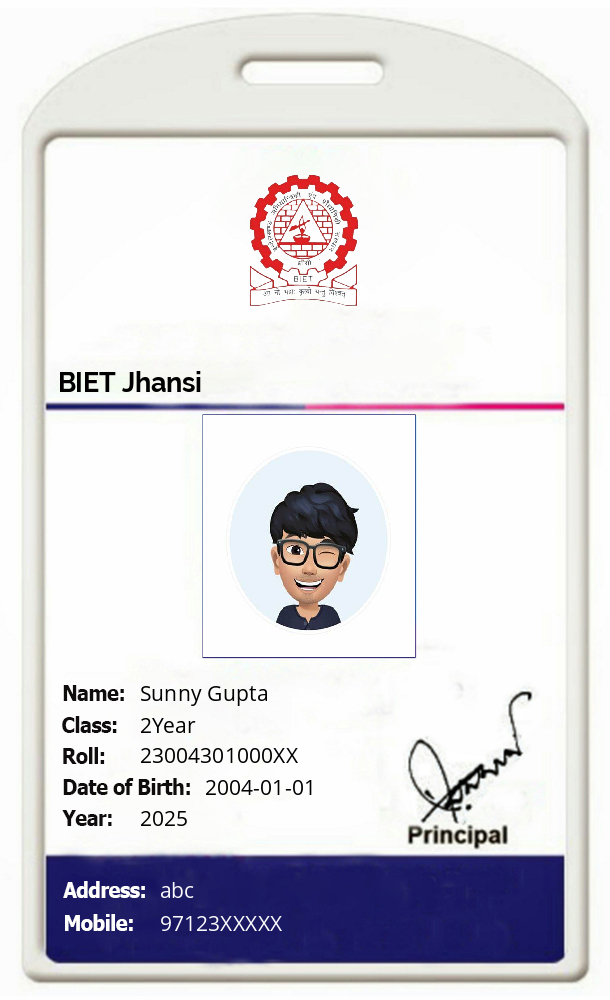 BIET
BIET Jhansi
Name: Sunny Gupta
Class: 2Year
Roll: 23004301000XX
Date of Birth: 2004-01-01
Year: 2025
Principal
Address: abc
Mobile: 97123XXXXX